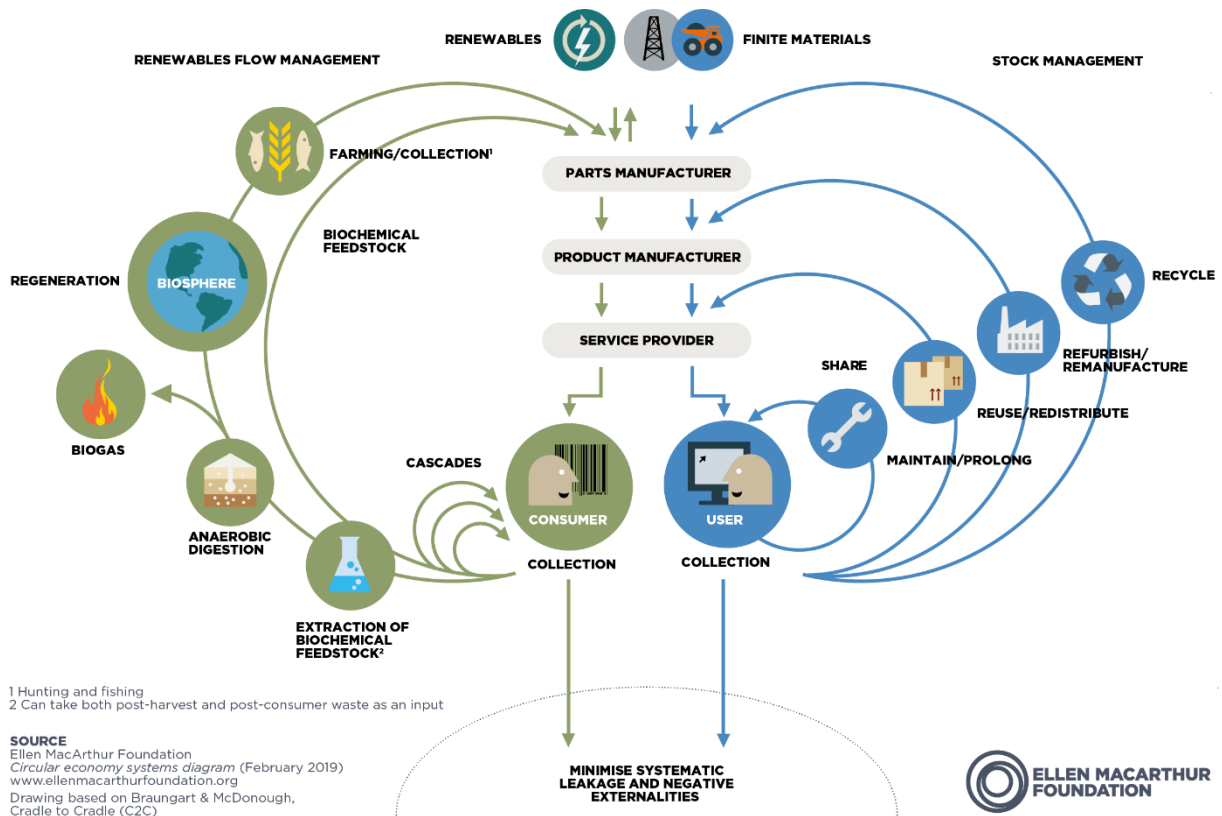 RENEWABLES
FINITE MATERIALS
RENEWABLES FLOW MANAGEMENT
STOCK MANAGEMENT
FARMING/COLLECTION¹
PARTS MANUFACTURER
BIOCHEMICAL
FEEDSTOCK
PRODUCT MANUFACTURER
REGENERATION
BIOSPHERE
RECYCLE
SERVICE PROVIDER
SHARE
REFURBISH/
REMANUFACTURE
REUSE/REDISTRIBUTE
BIOGAS
CASCADES
MAINTAIN/PROLONG
ANAEROBIC
DIGESTION
CONSUMER
USER
COLLECTION
COLLECTION
EXTRACTION OF
BIOCHEMICAL
FEEDSTOCK²
1 Hunting and fishing
2 Can take both post-harvest and post-consumer waste as an input
SOURCE
Ellen MacArthur Foundation
Circular economy systems diagram (February 2019)
www.ellenmacarthurfoundation.org
Drawing based on Braungart & McDonough,
Cradle to Cradle (C2C)
MINIMISE SYSTEMATIC
LEAKAGE AND NEGATIVE
EXTERNALITIES
ELLEN MACARTHUR
FOUNDATION